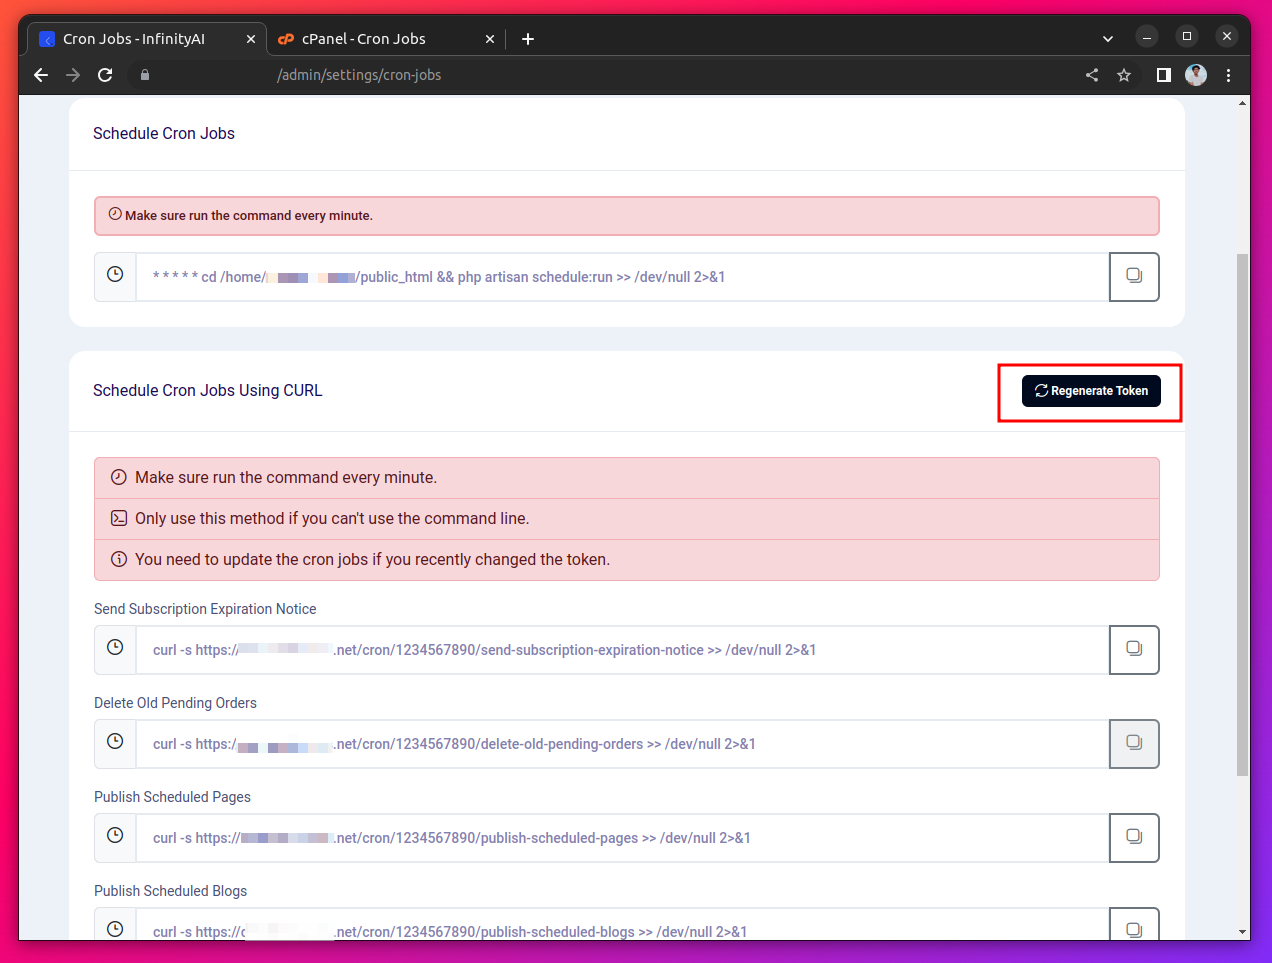 Cron Jobs - InfinityAI
cPanel - Cron Jobs
/admin/settings/cron-jobs
Schedule Cron Jobs
Make sure run the command every minute.
* * * * * cd /home/ /public_html && php artisan schedule:run >> /dev/null 2>&1
Schedule Cron Jobs Using CURL
Regenerate Token
Make sure run the command every minute.
Only use this method if you can't use the command line.
You need to update the cron jobs if you recently changed the token.
Send Subscription Expiration Notice
curl -s https:// .net/cron/1234567890/send-subscription-expiration-notice >> /dev/null 2>&1
Delete Old Pending Orders
curl -s https:/ .net/cron/1234567890/delete-old-pending-orders >> /dev/null 2>&1
Publish Scheduled Pages
curl -s https:// .net/cron/1234567890/publish-scheduled-pages >> /dev/null 2>&1
Publish Scheduled Blogs
curl -s https:// .net/cron/1234567890/publish-scheduled-blogs >> /dev/null 2>&1